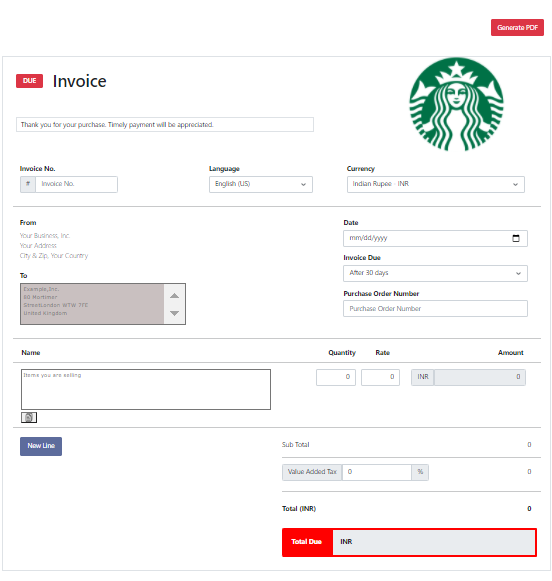 Generate PDF
DUE Invoice
Thank you for your purchase. Timely payment will be appreciated.
Invoice No. Language Currency
# Invoice No. English (US) Indian Rupee - INR
From Date
Your Business, Inc.
Your Address
City & Zip, Your Country
mm/dd/yyyy
Invoice Due
To
After 30 days
Example,Inc.
86 Mortimer
StreetLondon WTW 7FE
United Kingdom
Purchase Order Number
Purchase Order Number
Name Quantity Rate Amount
Items you are selling 0 0 INR 0
New Line Sub Total 0
Value Added Tax 0 % 0
Total (INR) 0
Total Due INR